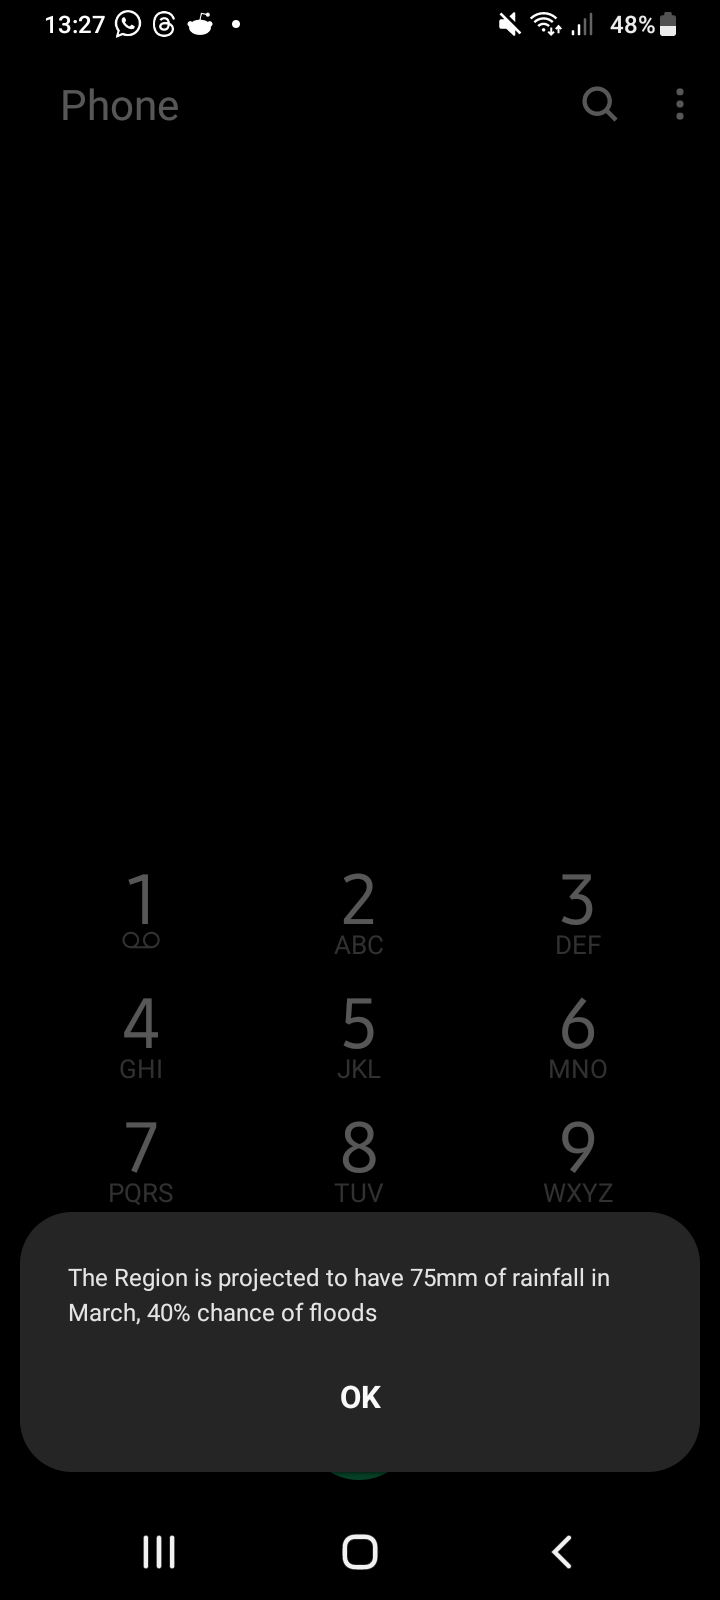 13:27
48%
Phone
1
2
ABC
3
DEF
4
GHI
5
JKL
6
MNO
7
PQRS
8
TUV
9
WXYZ
The Region is projected to have 75mm of rainfall in
March, 40% chance of floods
OK